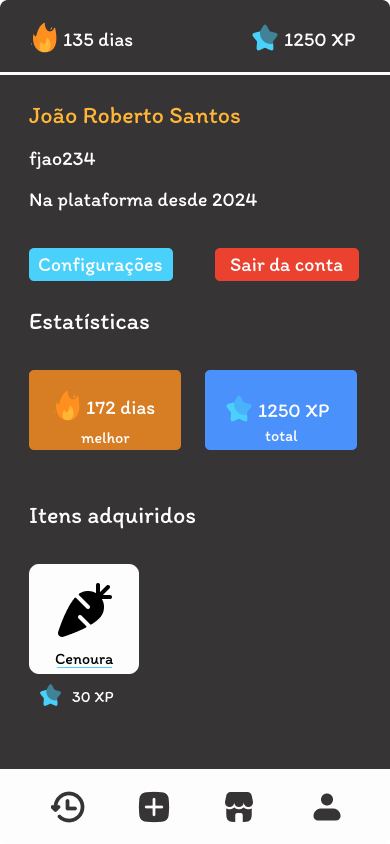 135 dias
1250 XP
João Roberto Santos
fjao234
Na plataforma desde 2024
Configurações
Sair da conta
Estatísticas
172 dias
melhor
1250 XP
total
Itens adquiridos
Cenoura
30 XP